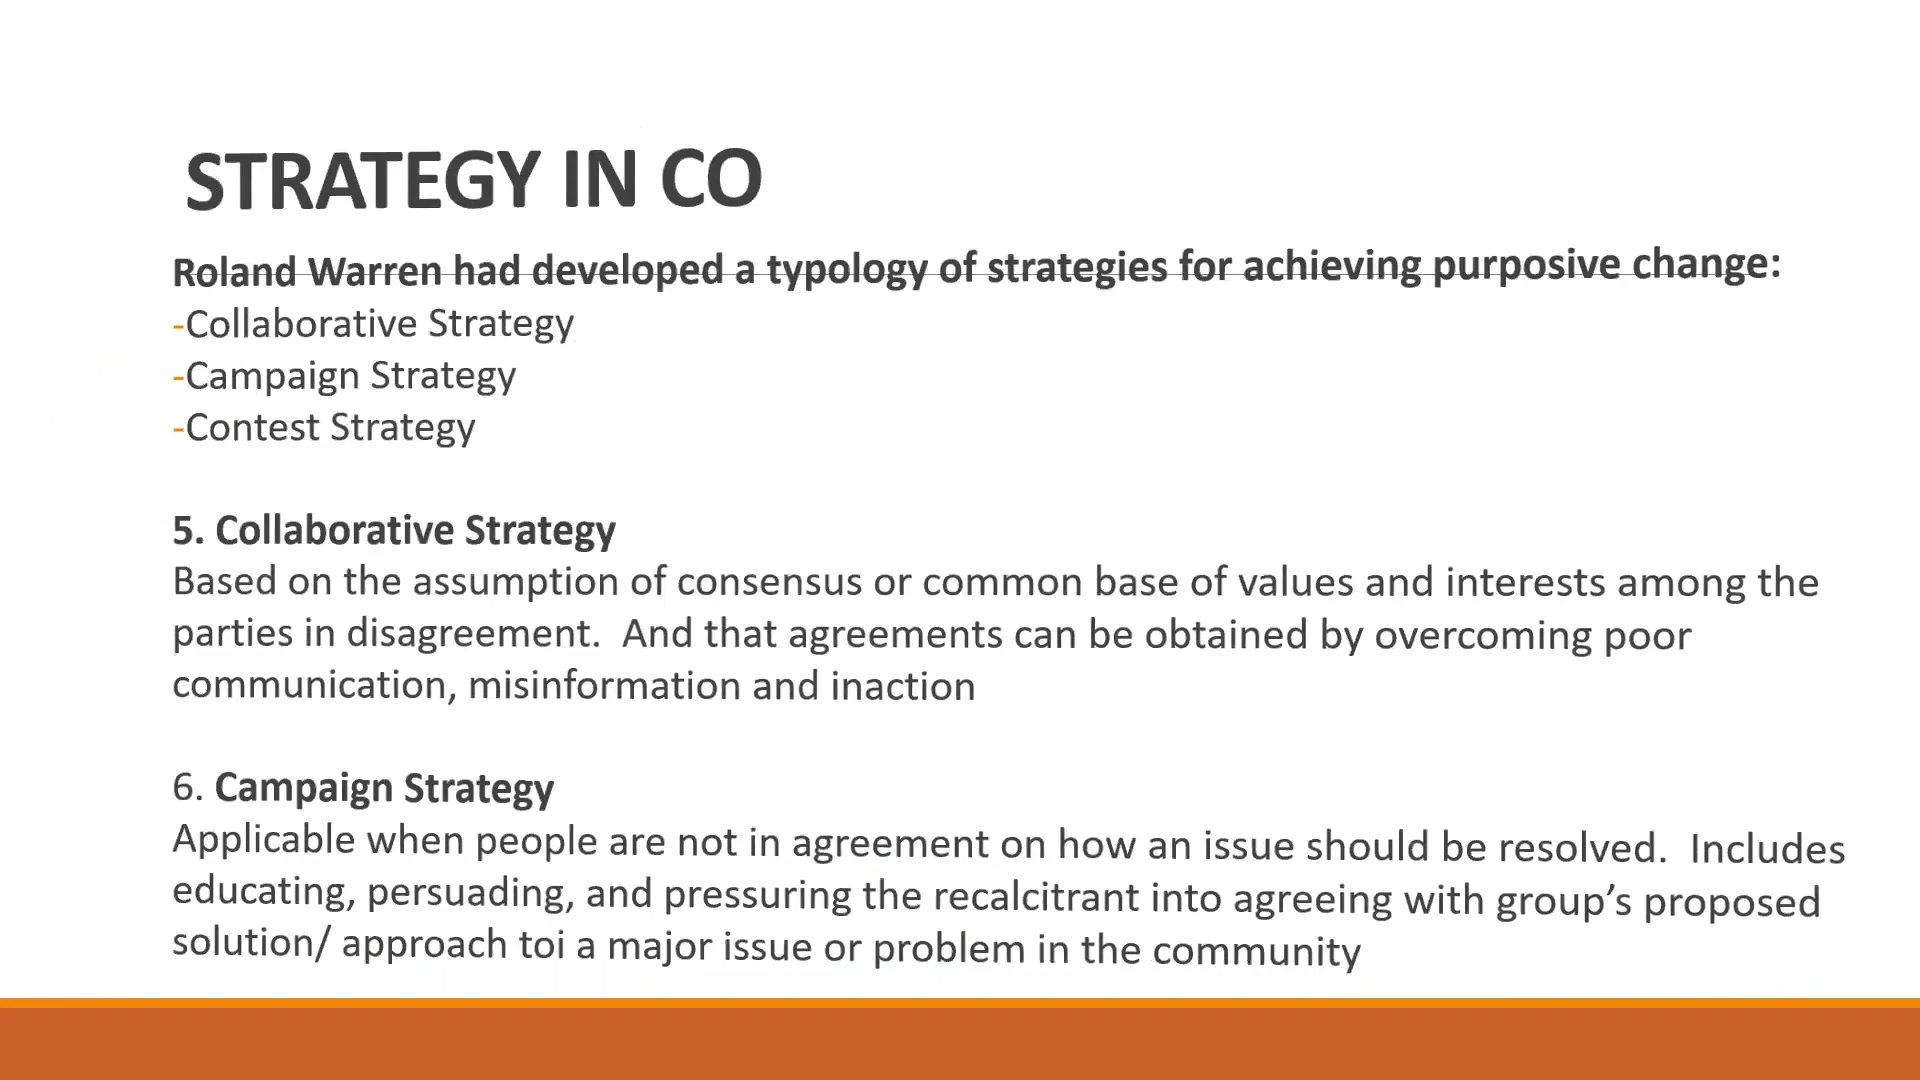 STRATEGY IN CO
Roland Warren had developed a typology of strategies for achieving purposive change:
-Collaborative Strategy
-Campaign Strategy
-Contest Strategy
5. Collaborative Strategy
Based on the assumption of consensus or common base of values and interests among the
parties in disagreement.  And that agreements can be obtained by overcoming poor
communication, misinformation and inaction
6. Campaign Strategy
Applicable when people are not in agreement on how an issue should be resolved.  Includes
educating, persuading, and pressuring the recalcitrant into agreeing with group’s proposed
solution/ approach toi a major issue or problem in the community